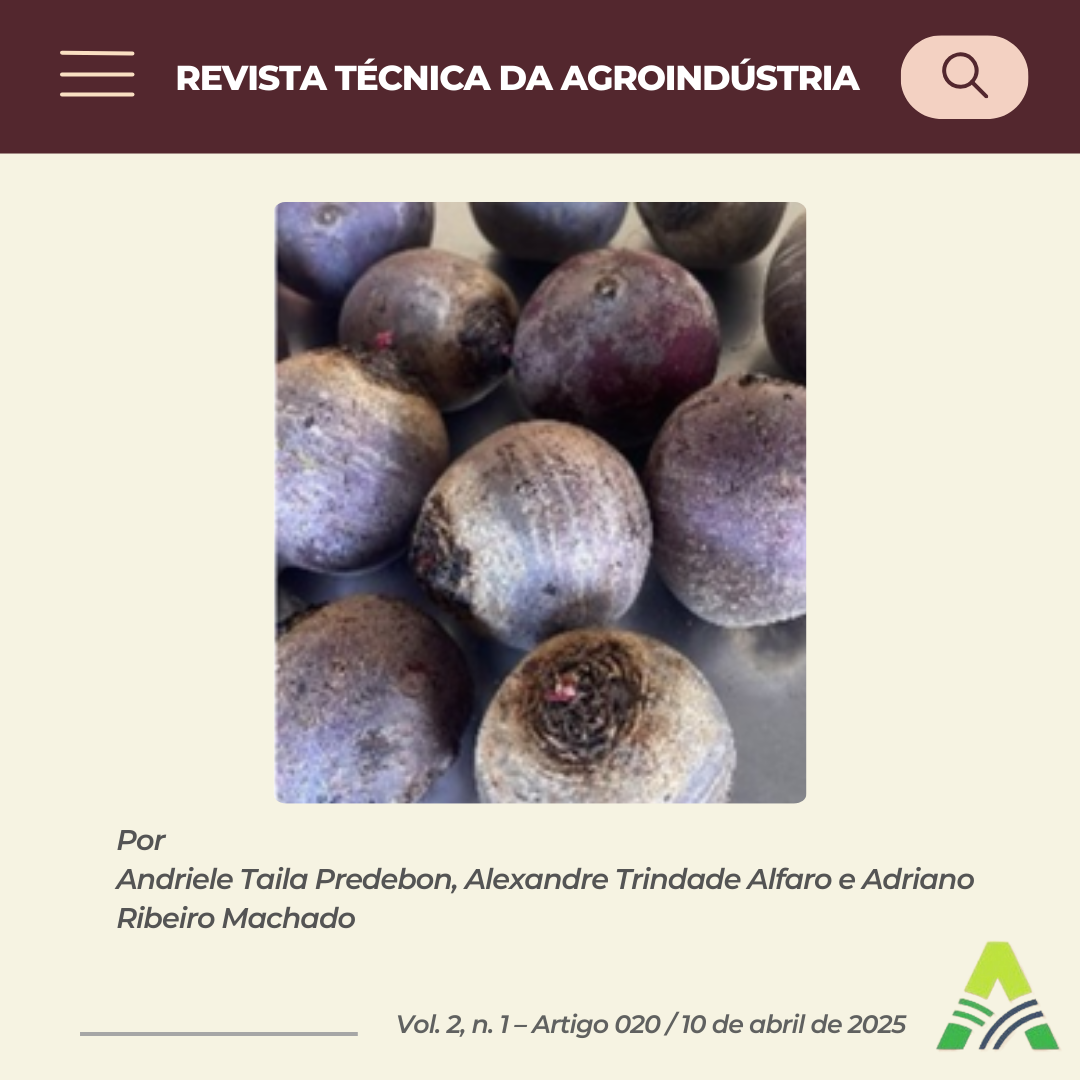 REVISTA TÉCNICA DA AGROINDÚSTRIA
Por
Andriele Taila Predebon, Alexandre Trindade Alfaro e Adriano
Ribeiro Machado
Vol. 2, n. 1 – Artigo 020 / 10 de abril de 2025